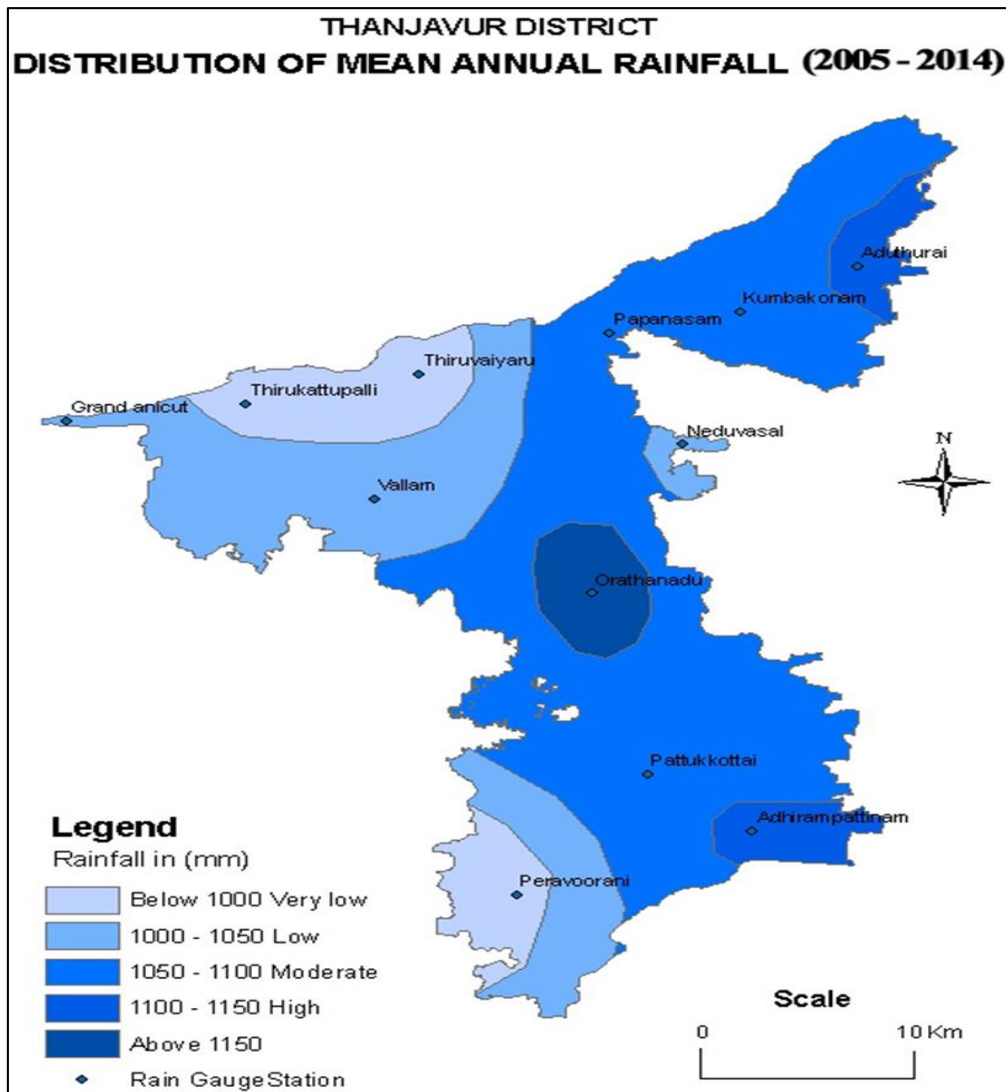 THANJAVUR DISTRICT
DISTRIBUTION OF MEAN ANNUAL RAINFALL (2005 - 2014)
Aduthurai
Kumbakonam
Papanasam
Thiruvaiyaru
Thirukattupalli
Grand anicut
Neduvasal
N
Vallam
Orathanadu
Pattukkottai
Adhirampattinam
Peravoorani
Legend
Rainfall in (mm)
Below 1000 Very low
1000 - 1050 Low
1050 - 1100 Moderate
1100 - 1150 High
Above 1150
Rain Gauge Station
Scale
0 10 Km